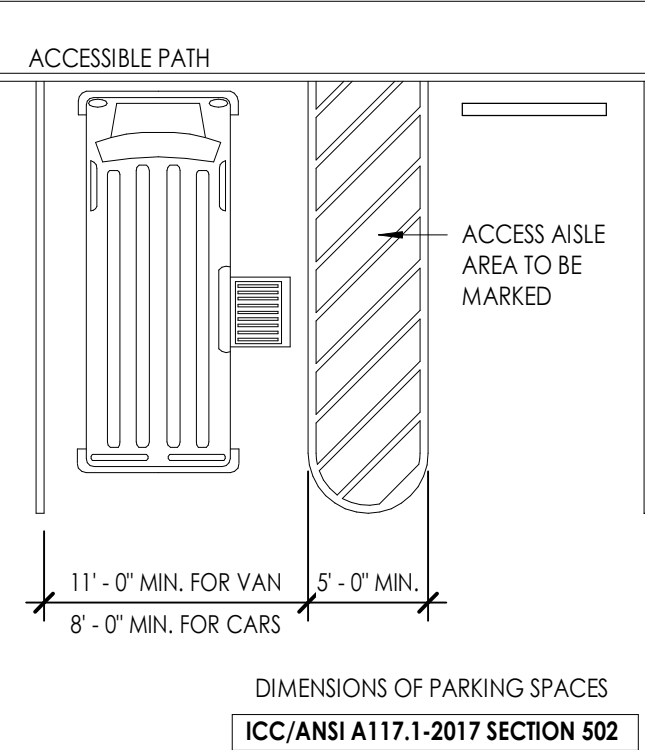 ACCESSIBLE PATH
ACCESS AISLE
AREA TO BE
MARKED
11' - 0" MIN. FOR VAN
5' - 0" MIN.
8' - 0" MIN. FOR CARS
DIMENSIONS OF PARKING SPACES
ICC/ANSI A117.1-2017 SECTION 502